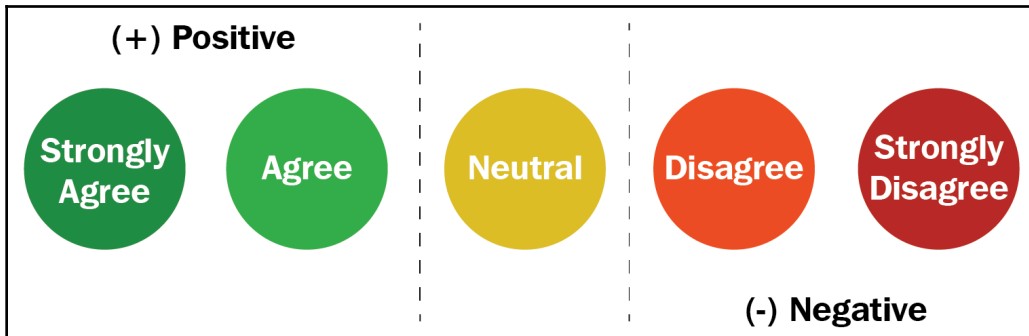 (+) Positive
Strongly
Agree
Agree
Neutral
Disagree
Strongly
Disagree
(-) Negative